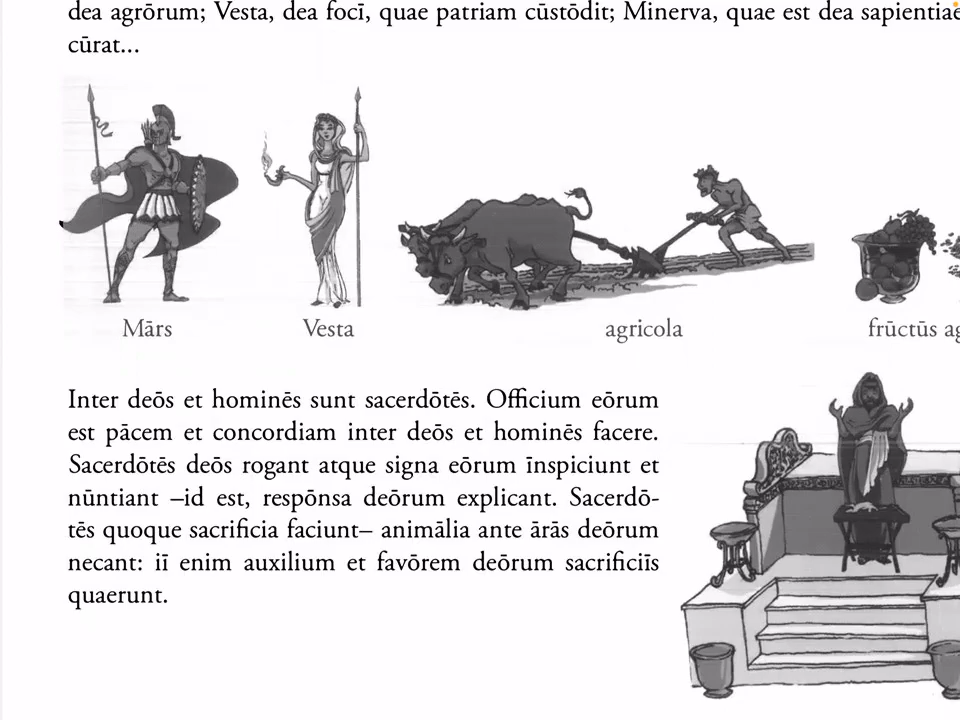 dea agrōrum; Vesta, dea focī, quae patriam cūstōdit; Minerva, quae est dea sapientiae
cūrat...
Mārs Vesta agricola frūctūs
Inter deōs et hominēs sunt sacerdōtēs. Officium eōrum
est pācem et concordiam inter deōs et hominēs facere.
Sacerdōtēs deōs rogant atque signa eōrum īnspiciunt et
nūntiant –id est, respōnsa deōrum explicant. Sacerdō-
tēs quoque sacrificia faciunt– animālia ante ārās deōrum
necant: iī enim auxilium et favōrem deōrum sacrificiīs
quaerunt.